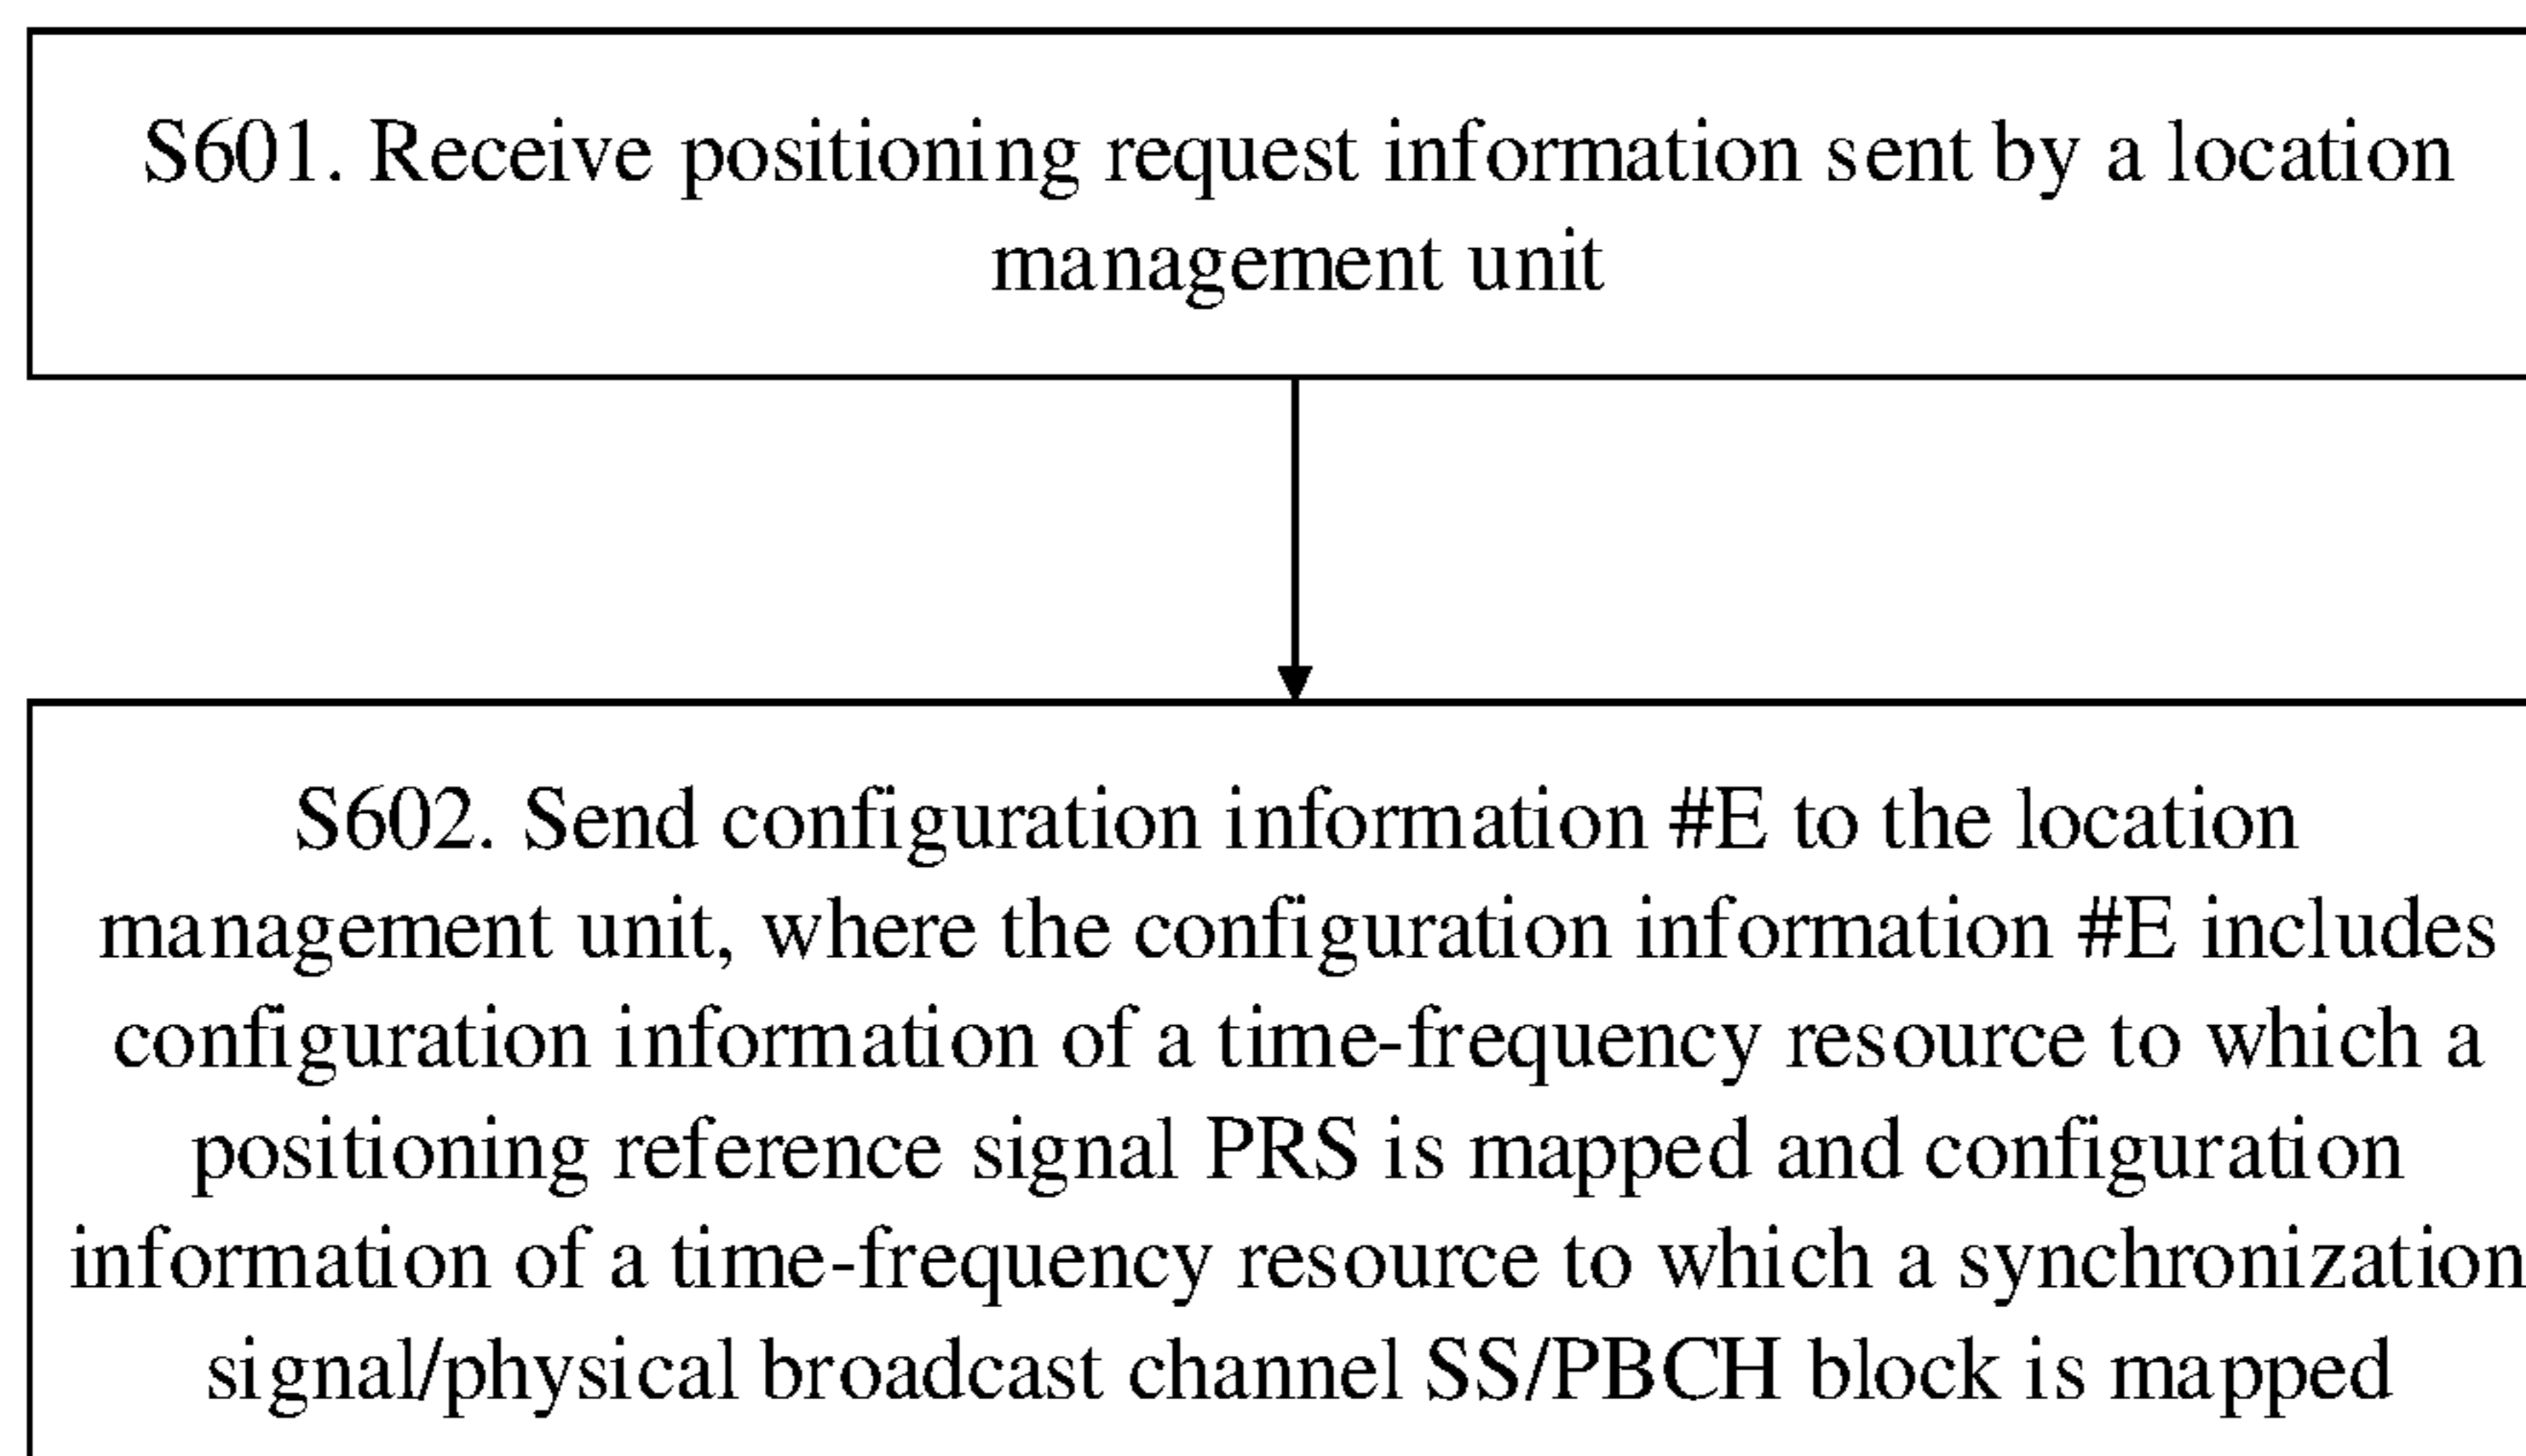 S601. Receive positioning request information sent by a location
management unit
S602. Send configuration information #E to the location
management unit, where the configuration information #E includes
configuration information of a time-frequency resource to which a
positioning reference signal PRS is mapped and configuration
information of a time-frequency resource to which a synchronization
signal/physical broadcast channel SS/PBCH block is mapped